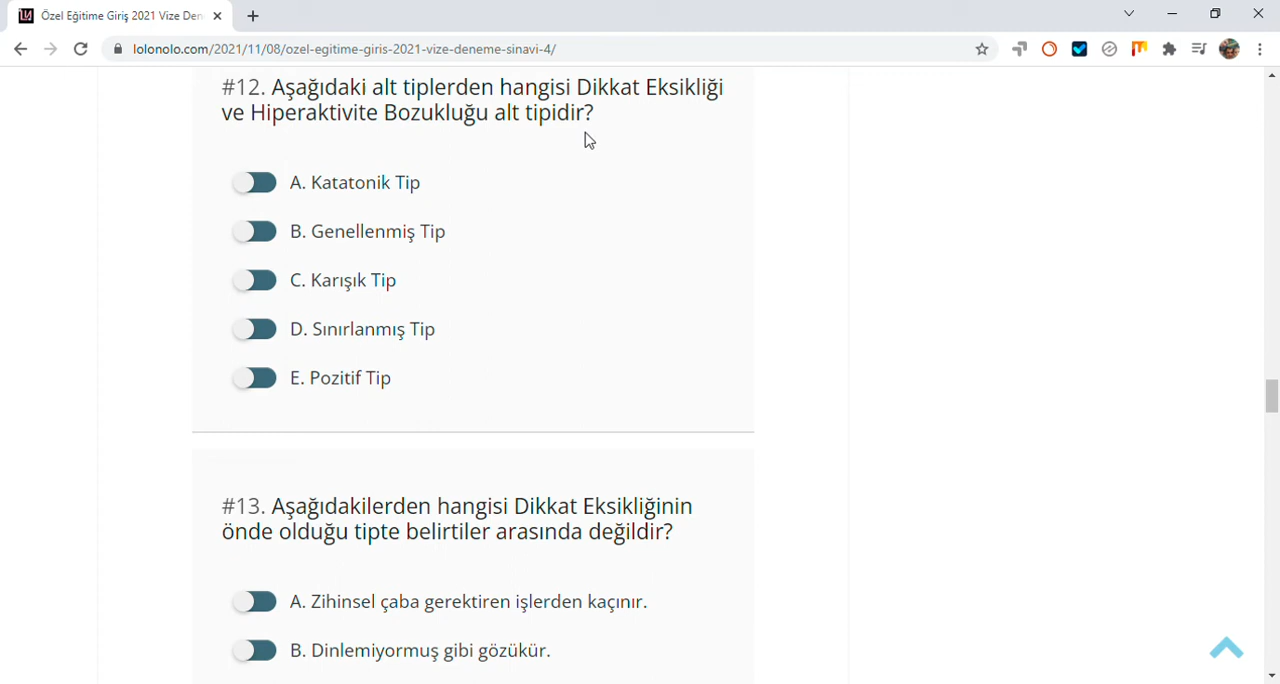 Özel Eğitime Giriş 2021 Vize Den
lolonolo.com/2021/11/08/ozel-egitime-giris-2021-vize-deneme-sinavi-4/
#12. Aşağıdaki alt tiplerden hangisi Dikkat Eksikliği
ve Hiperaktivite Bozukluğu alt tipidir?
A. Katatonik Tip
B. Genellenmiş Tip
C. Karışık Tip
D. Sınırlanmış Tip
E. Pozitif Tip
#13. Aşağıdakilerden hangisi Dikkat Eksikliğinin
önde olduğu tipte belirtiler arasında değildir?
A. Zihinsel çaba gerektiren işlerden kaçınır.
B. Dinlemiyormuş gibi gözükür.